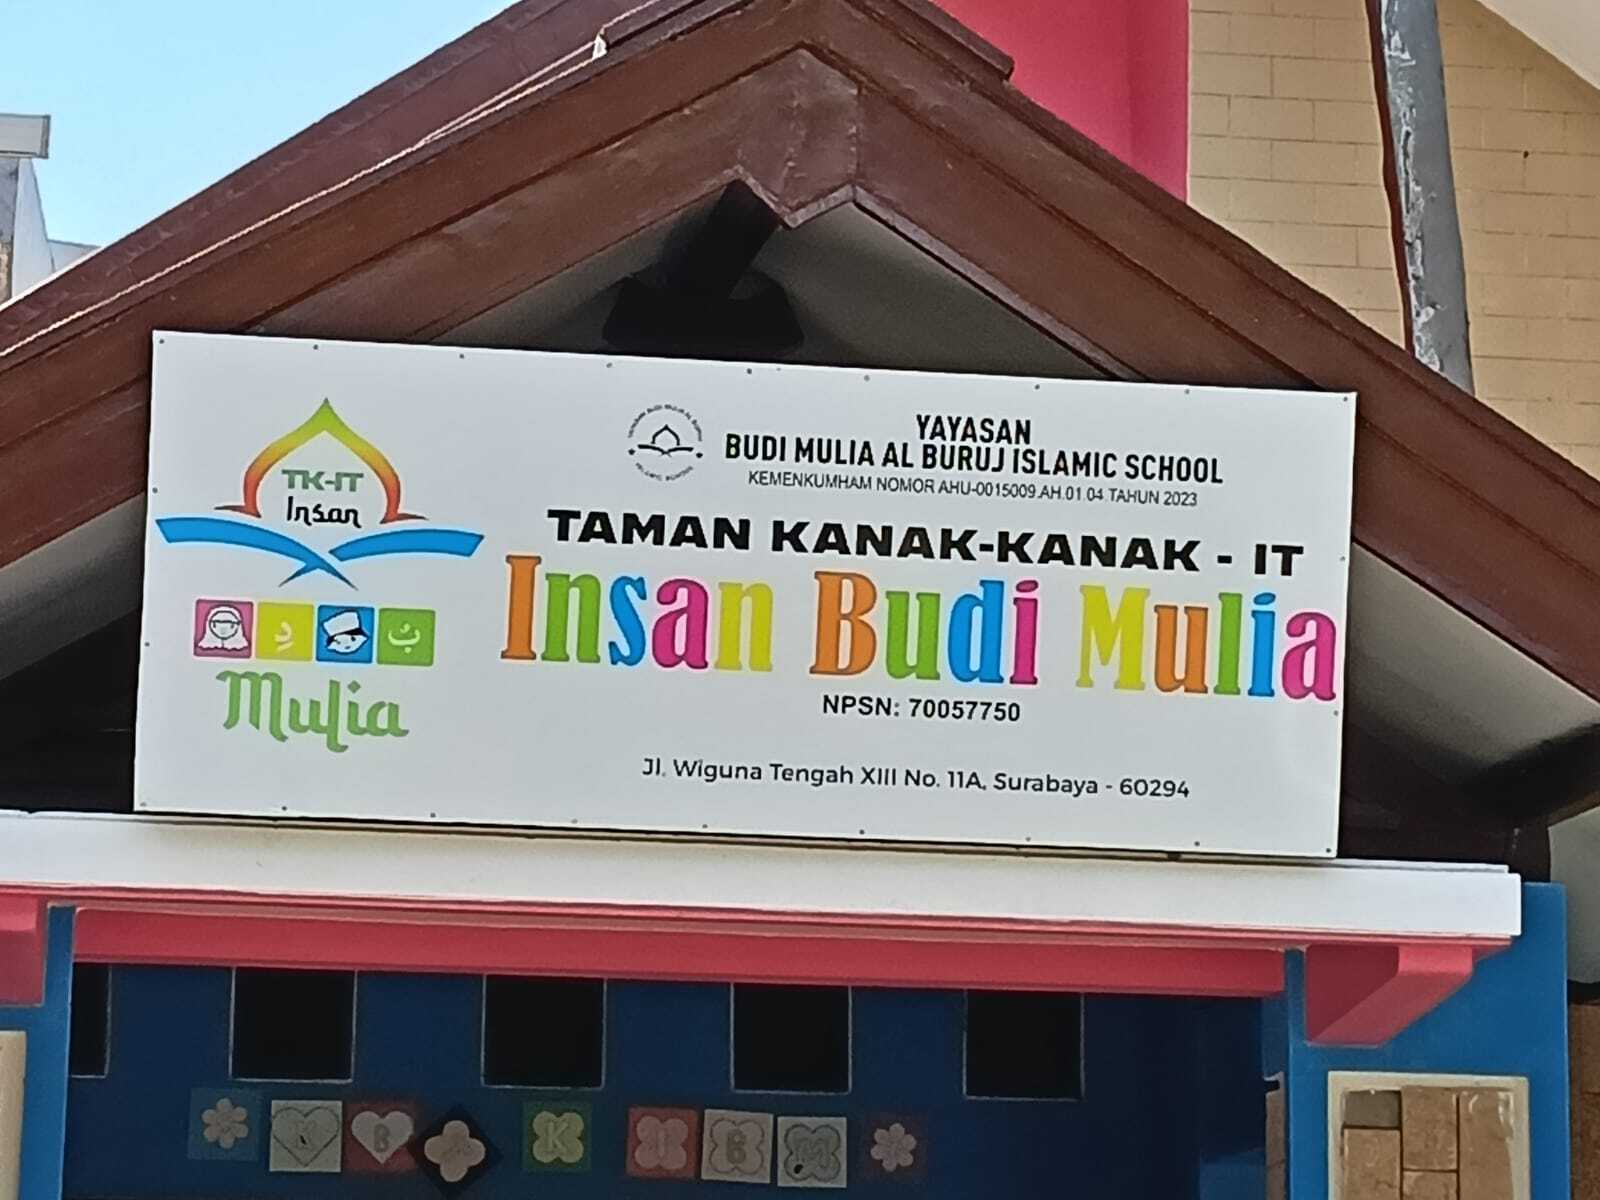 TK-IT
Insan
ب د
Mulia
YAYASAN
BUDI MULIA AL BURUJ ISLAMIC SCHOOL
KEMENKUMHAM NOMOR AHU-0015009.AH.01.04.TAHUN 2023
TAMAN KANAK-KANAK - IT
Insan Budi Mulia
NPSN: 70057750
Jl. Wiguna Tengah XIII No. 11A, Surabaya - 60294
K B K I B M